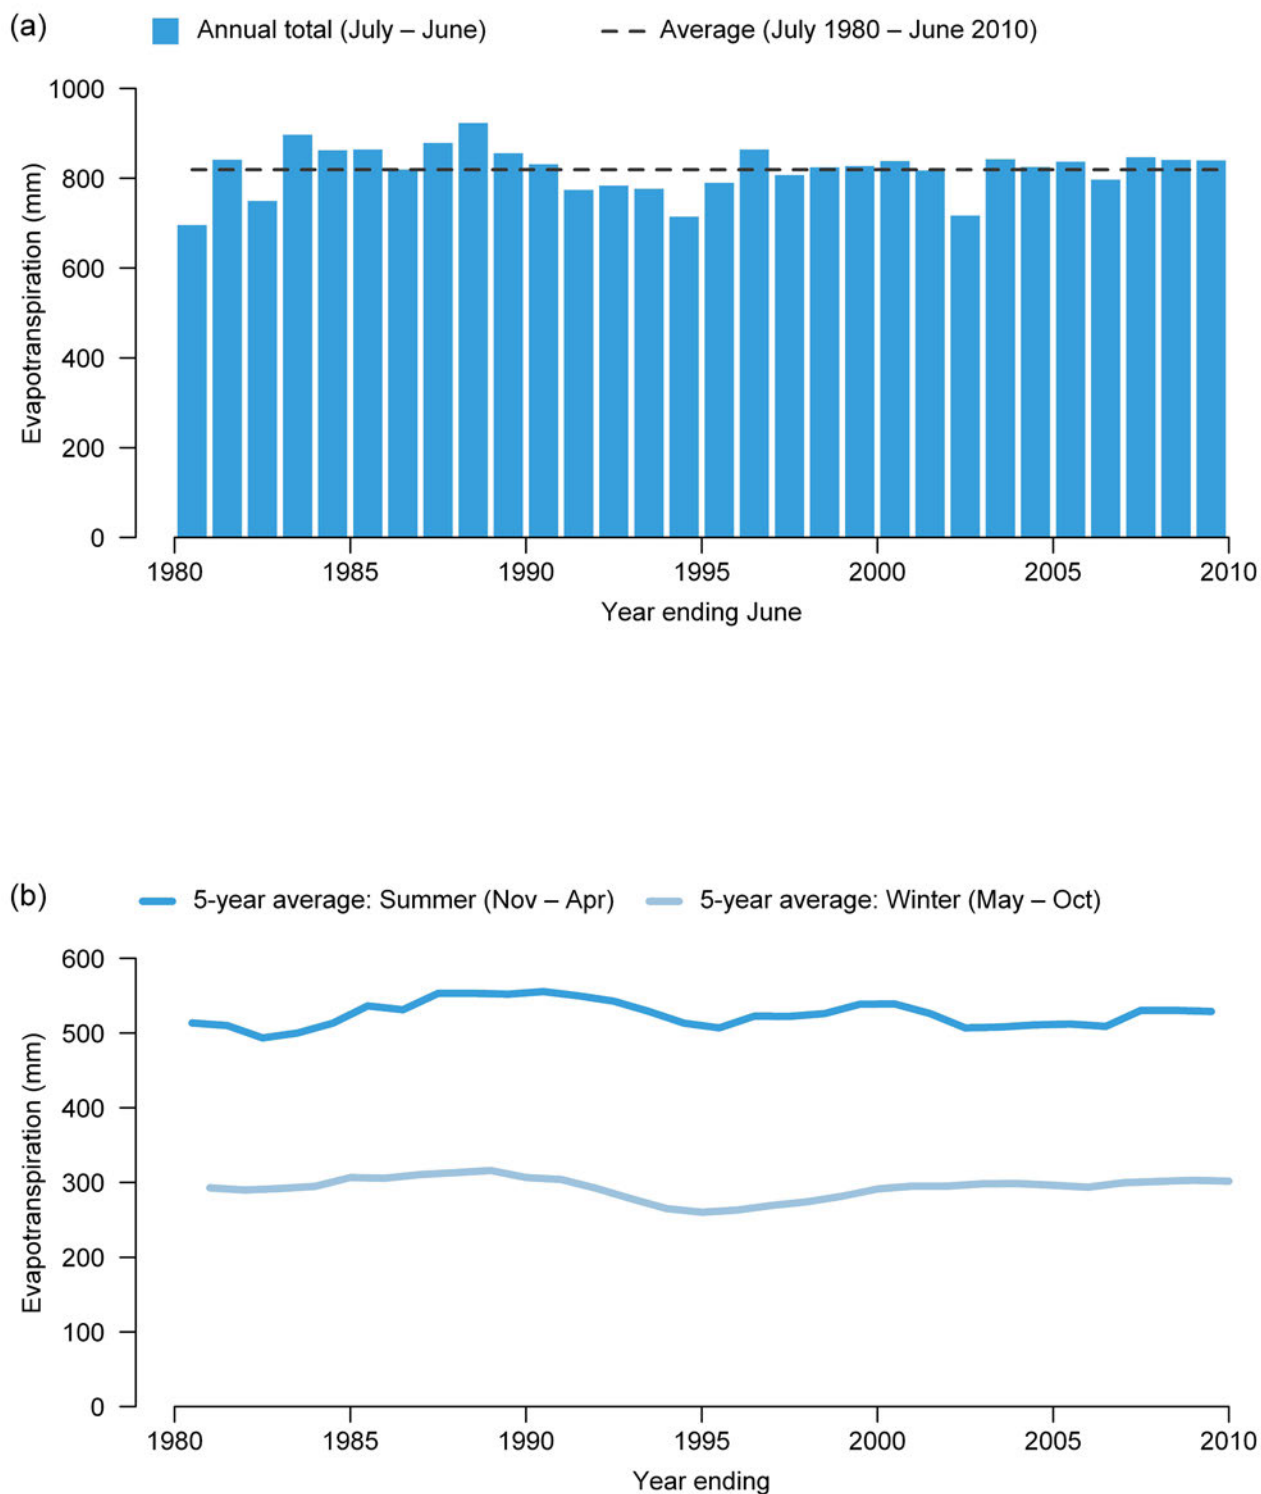 (a) Annual total (July – June) Average (July 1980 – June 2010)
Evapotranspiration (mm)
1000
800
600
400
200
0
1980 1985 1990 1995 2000 2005 2010
Year ending June
(b) 5-year average: Summer (Nov – Apr) 5-year average: Winter (May – Oct)
Evapotranspiration (mm)
600
500
400
300
200
100
0
1980 1985 1990 1995 2000 2005 2010
Year ending